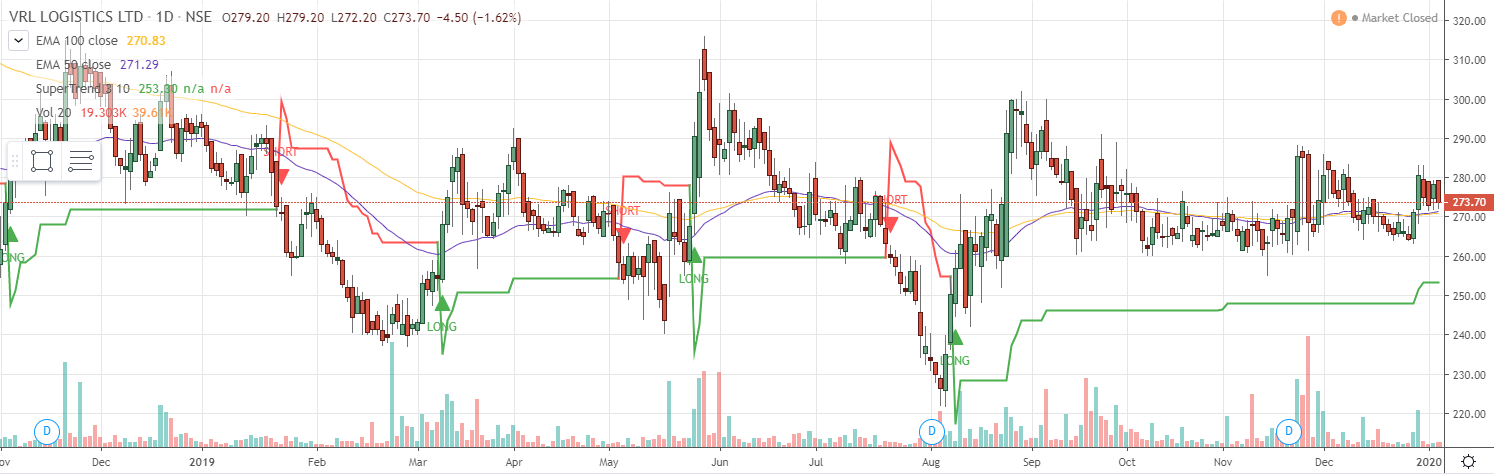 VRL LOGISTICS LTD · 1D · NSE O279.20 H279.20 L272.20 C273.70 −4.50 (−1.62%)
Market Closed
EMA 100 close 270.83
EMA 50 close 271.29
SuperTrend 3 10 253.30 n/a n/a
Vol 20 19.303K
SHORT
SHORT
SHORT
LONG
LONG
LONG
LONG
320.00
310.00
300.00
290.00
280.00
273.70
270.00
260.00
250.00
240.00
230.00
220.00
D
D
D
Nov Dec 2019 Feb Mar Apr May Jun Jul Aug Sep Oct Nov Dec 2020